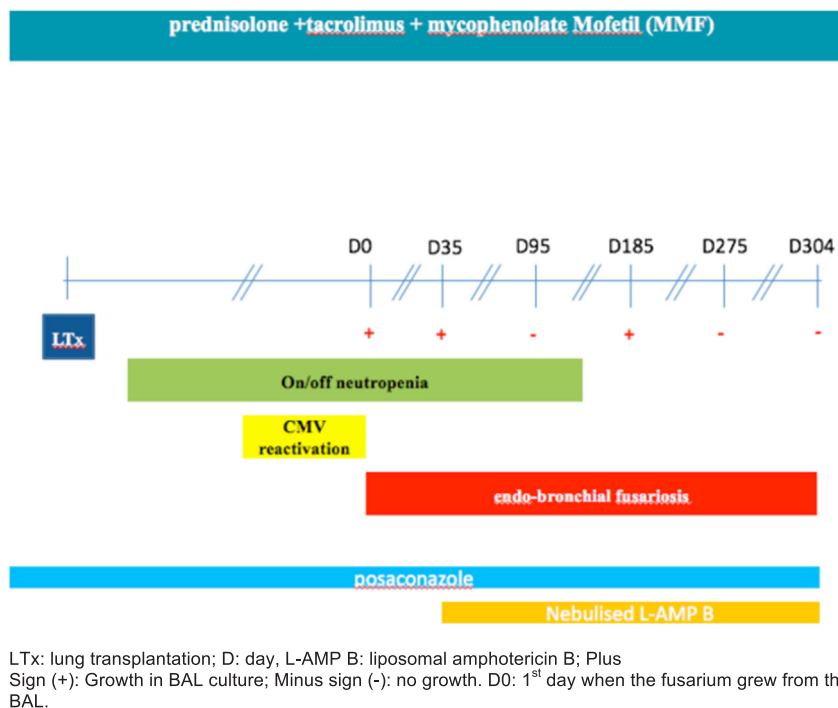 prednisolone +tacrolimus + mycophenolate Mofetil (MMF)
D0 D35 D95 D185 D275 D304
LTx
+ + - + - -
On/off neutropenia
CMV
reactivation
endo-bronchial fusariosis
posaconazole
Nebulised L-AMP B
LTx: lung transplantation; D: day, L-AMP B: liposomal amphotericin B; Plus
Sign (+): Growth in BAL culture; Minus sign (-): no growth. D0: 1st day when the fusarium grew from th
BAL.